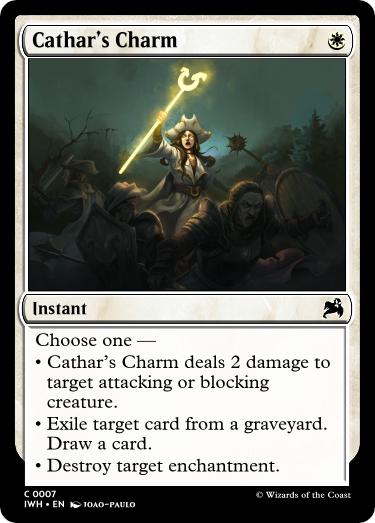 Cathar's Charm
Instant
Choose one —
• Cathar's Charm deals 2 damage to
target attacking or blocking
creature.
• Exile target card from a graveyard.
Draw a card.
• Destroy target enchantment.
C 0007
IWH • EN JOAO-PAULO
© Wizards of the Coast